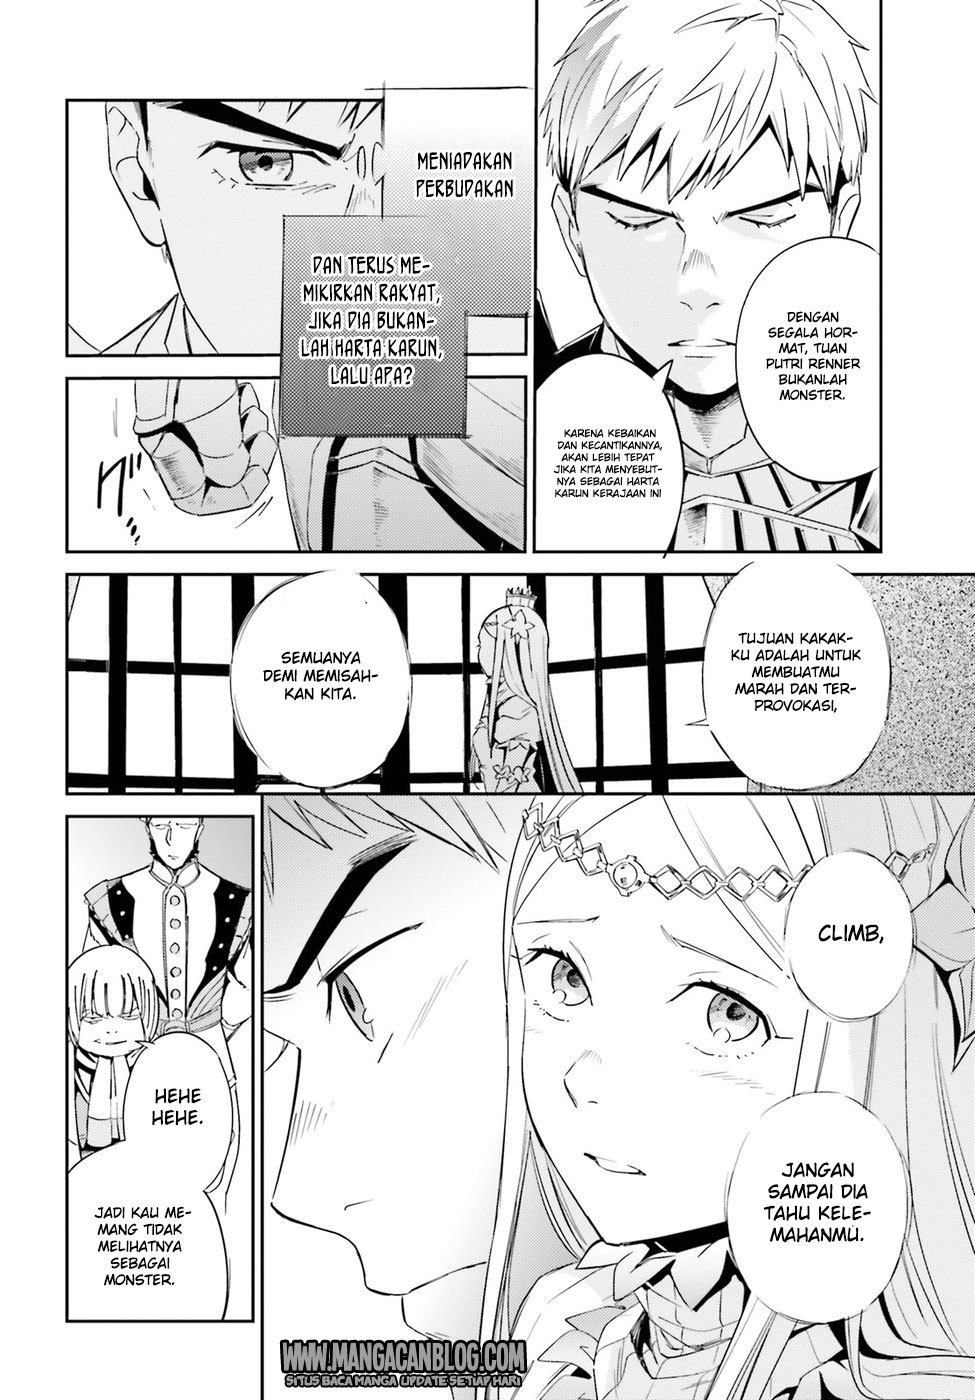 DENGAN
SEGALA HOR-
MAT, TUAN
PUTRI RENNER
BUKANLAH
MONSTER.
KARENA KEBAIKAN
DAN KECANTIKANNYA,
AKAN LEBIH TEPAT
JIKA KITA MENYEBUT-
NYA SEBAGAI HARTA
KARUN KERAJAAN INI
MENIADAKAN
PERBUDAKAN
DAN TERUS ME-
MIKIRKAN RAKYAT,
JIKA DIA BUKAN-
LAH HARTA KARUN,
LALU APA?
TUJUAN KAKAK-
KU ADALAH UNTUK
MEMBUATMU
MARAH DAN TER-
PROVOKASI,
SEMUANYA
DEMI MEMISAH-
KAN KITA.
CLIMB,
JANGAN
SAMPAI DIA
TAHU KELE-
MAHANMU.
HEHE
HEHE.
JADI KAU ME-
MANG TIDAK
MELIHATNYA
SEBAGAI
MONSTER.
WWW.MANGACANBLOG.COM
SITUS BACA MANGA UPDATE SETIAP HARI